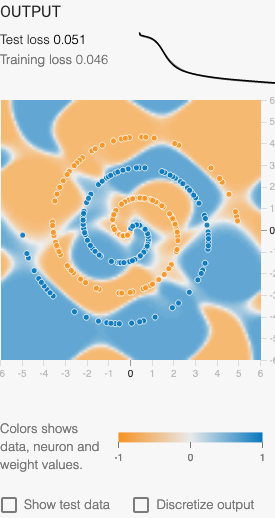 OUTPUT
Test loss 0.051
Training loss 0.046
6
5
4
3
2
1
0
-1
-2
-3
-4
-5
-6
-5 -4 -3 -2 -1 0 1 2 3 4 5 6
Colors shows
data, neuron and
weight values.
-1 0 1
Show test data Discretize output